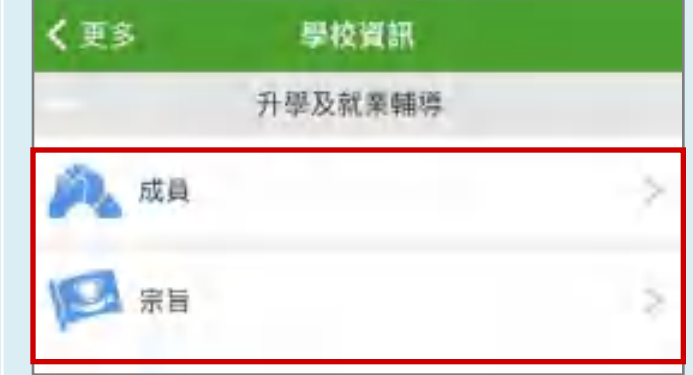 更多
學校資訊
升學及就業輔導
成員
宗旨